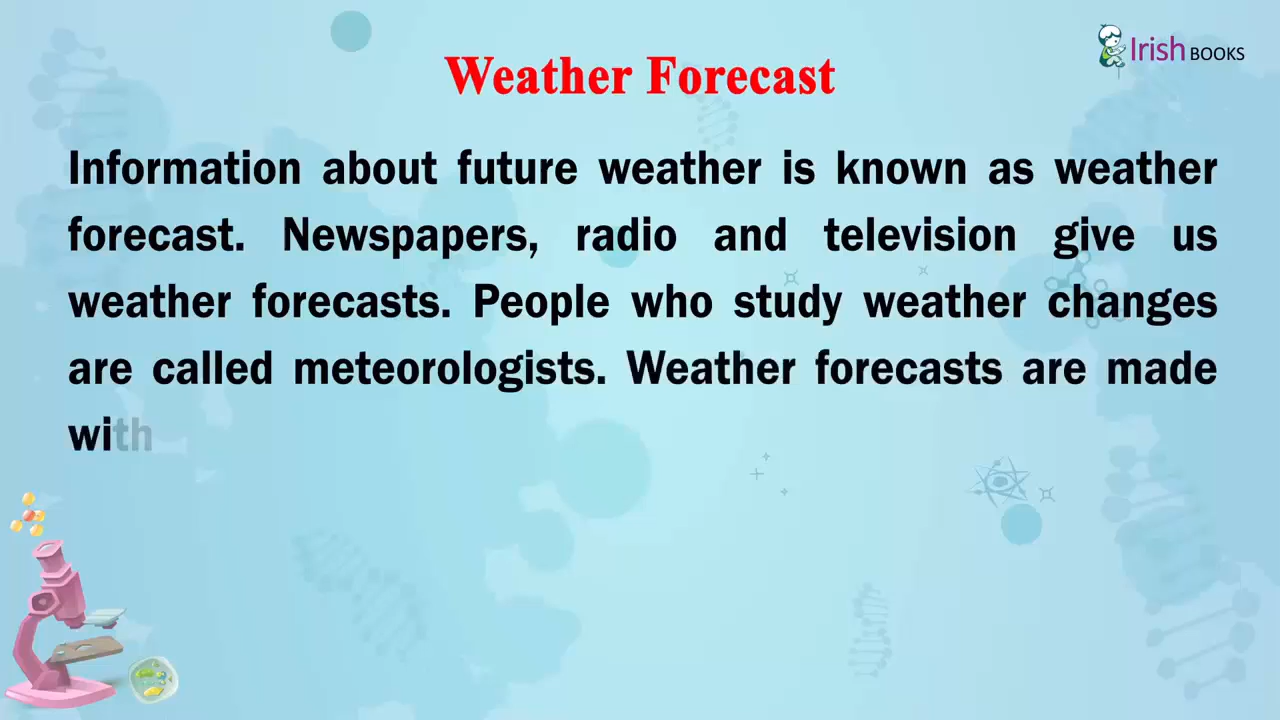 Irish BOOKS
Weather Forecast
Information about future weather is known as weather
forecast. Newspapers, radio and television give us
weather forecasts. People who study weather changes
are called meteorologists. Weather forecasts are made
with